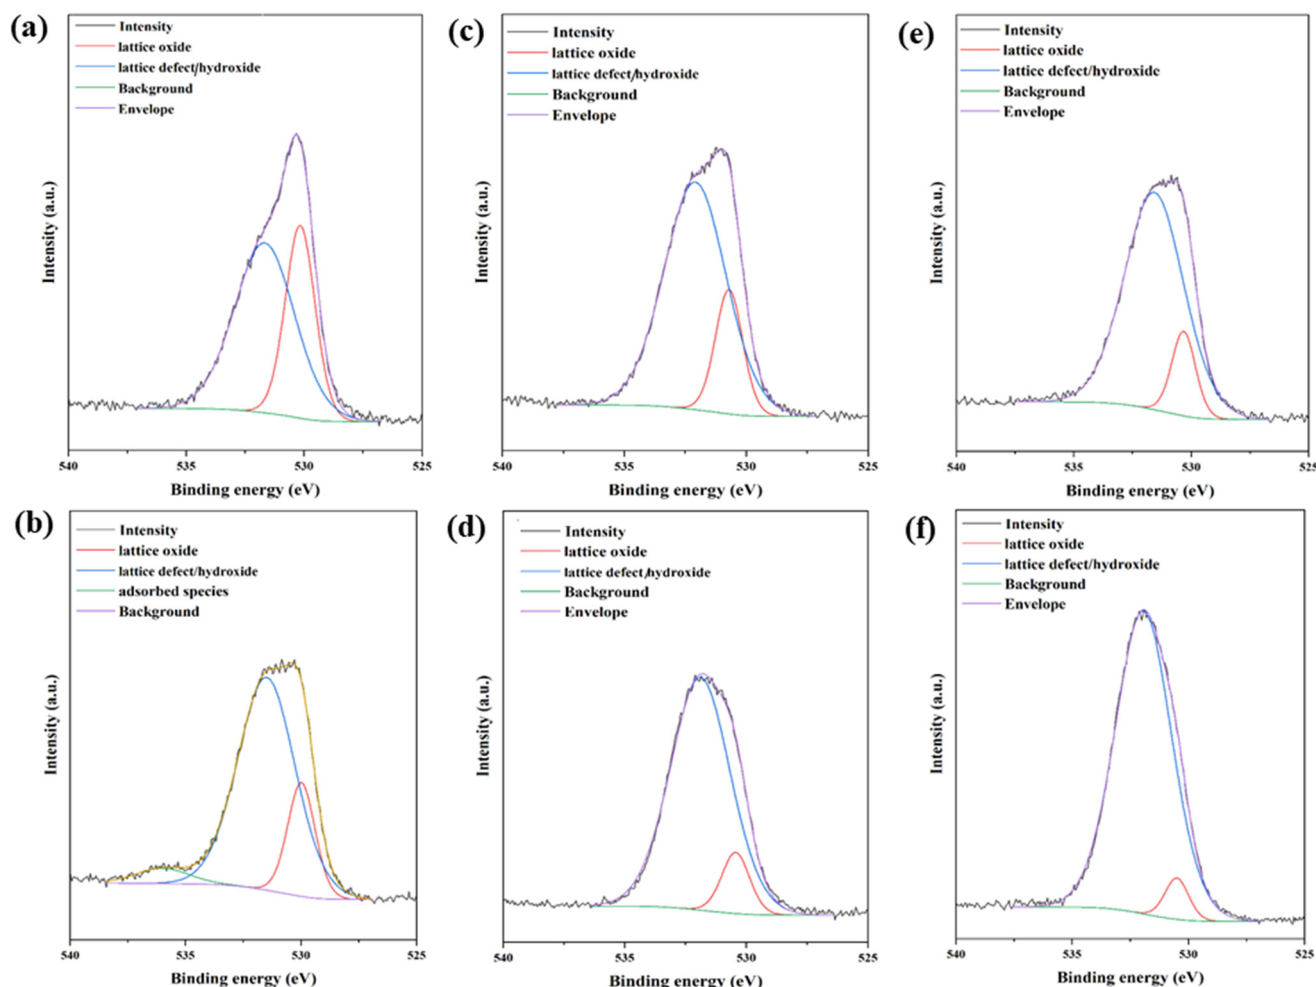 (a)
Intensity
lattice oxide
lattice defect/hydroxide
Background
Envelope
Intensity (a.u.)
540 535 530 525
Binding energy (eV)
(c)
Intensity
lattice oxide
lattice defect/hydroxide
Background
Envelope
Intensity (a.u.)
540 535 530 525
Binding energy (eV)
(e)
Intensity
lattice oxide
lattice defect/hydroxide
Background
Envelope
Intensity (a.u.)
540 535 530 525
Binding energy (eV)
(b)
Intensity
lattice oxide
lattice defect/hydroxide
adsorbed species
Background
Intensity (a.u.)
540 535 530 525
Binding energy (eV)
(d)
Intensity
lattice oxide
lattice defect/hydroxide
Background
Envelope
Intensity (a.u.)
540 535 530 525
Binding energy (eV)
(f)
Intensity
lattice oxide
lattice defect/hydroxide
Background
Envelope
Intensity (a.u.)
540 535 530 525
Binding energy (eV)